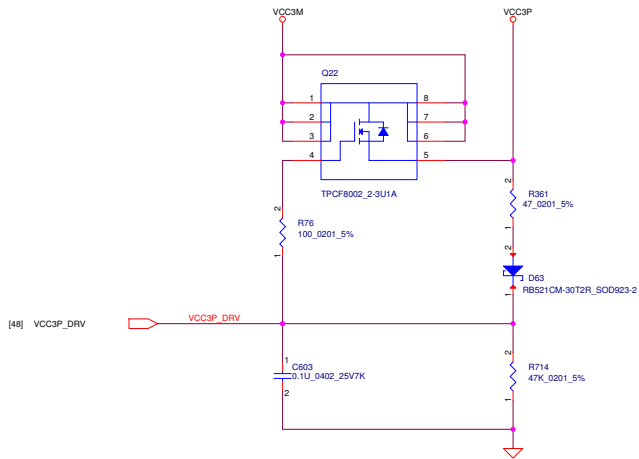 VCC3M
VCC3P
Q22
1
8
2
7
3
6
4
5
TPCF8002_2-3U1A
2
R361
47_0201_5%
1
2
R76
100_0201_5%
1
2
D63
RB521CM-30T2R_SOD923-2
1
[48] VCC3P_DRV
VCC3P_DRV
1
C603
0.1U_0402_25V7K
2
2
R714
47K_0201_5%
1